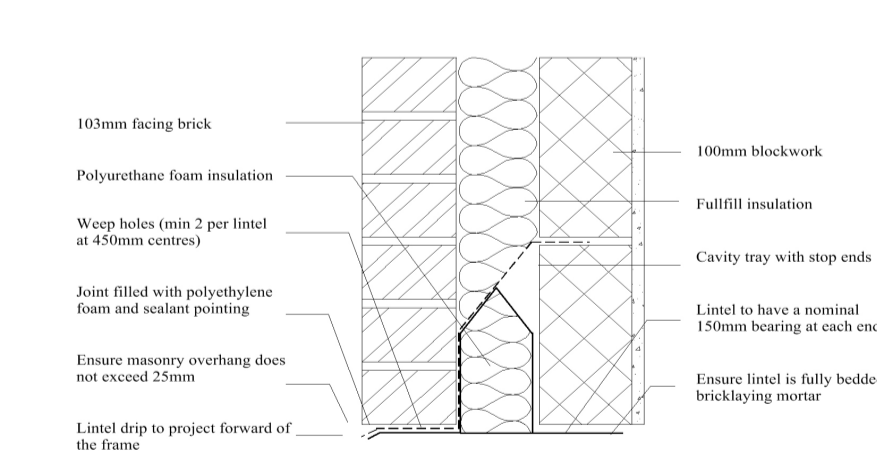 103mm facing brick
Polyurethane foam insulation
Weep holes (min 2 per lintel
at 450mm centres)
Joint filled with polyethylene
foam and sealant pointing
Ensure masonry overhang does
not exceed 25mm
Lintel drip to project forward of
the frame
100mm blockwork
Fullfill insulation
Cavity tray with stop ends
Lintel to have a nominal
150mm bearing at each end
Ensure lintel is fully bedde
bricklaying mortar